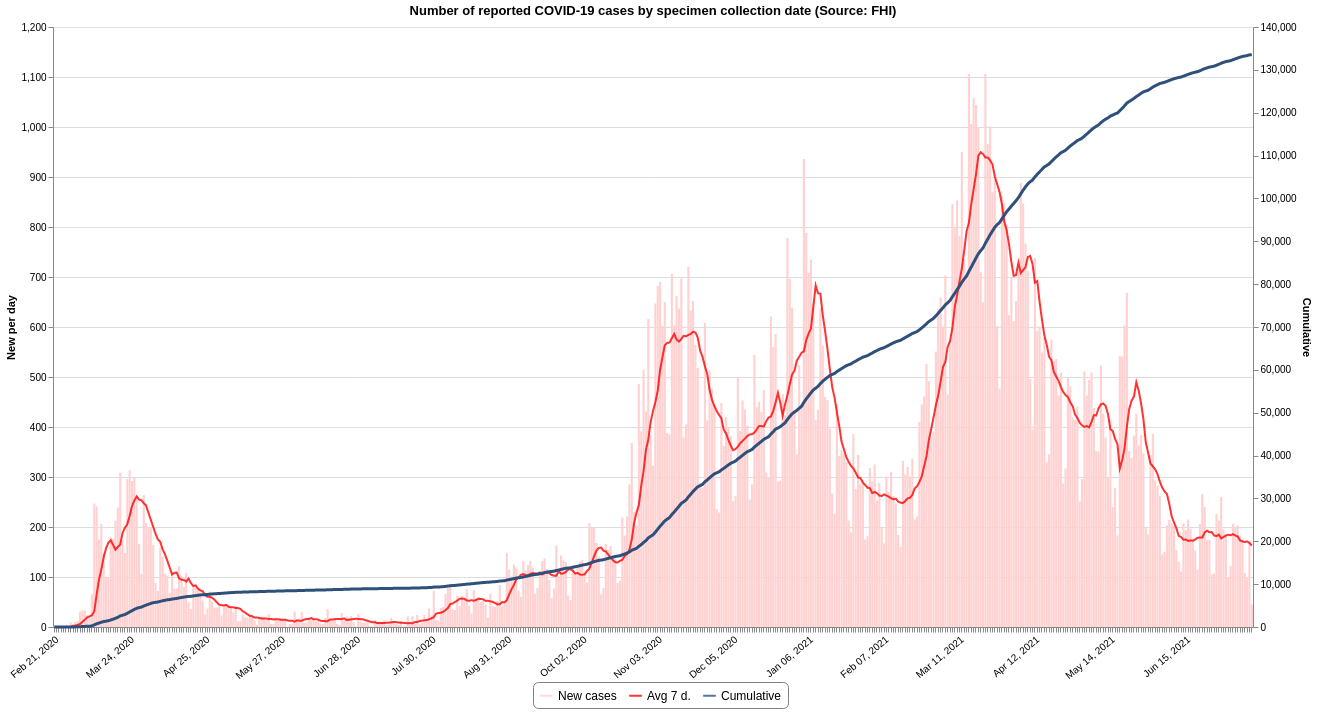 Number of reported COVID-19 cases by specimen collection date (Source: FHI)
1,200
1,100
1,000
900
800
700
600
500
400
300
200
100
0
New per day
140,000
130,000
120,000
110,000
100,000
90,000
80,000
70,000
60,000
50,000
40,000
30,000
20,000
10,000
0
Cumulative
Feb 21, 2020
Mar 24, 2020
Apr 25, 2020
May 27, 2020
Jun 28, 2020
Jul 30, 2020
Aug 31, 2020
Oct 02, 2020
Nov 03, 2020
Dec 05, 2020
Jan 06, 2021
Feb 07, 2021
Mar 11, 2021
Apr 12, 2021
May 14, 2021
Jun 15, 2021
New cases Avg 7 d. Cumulative